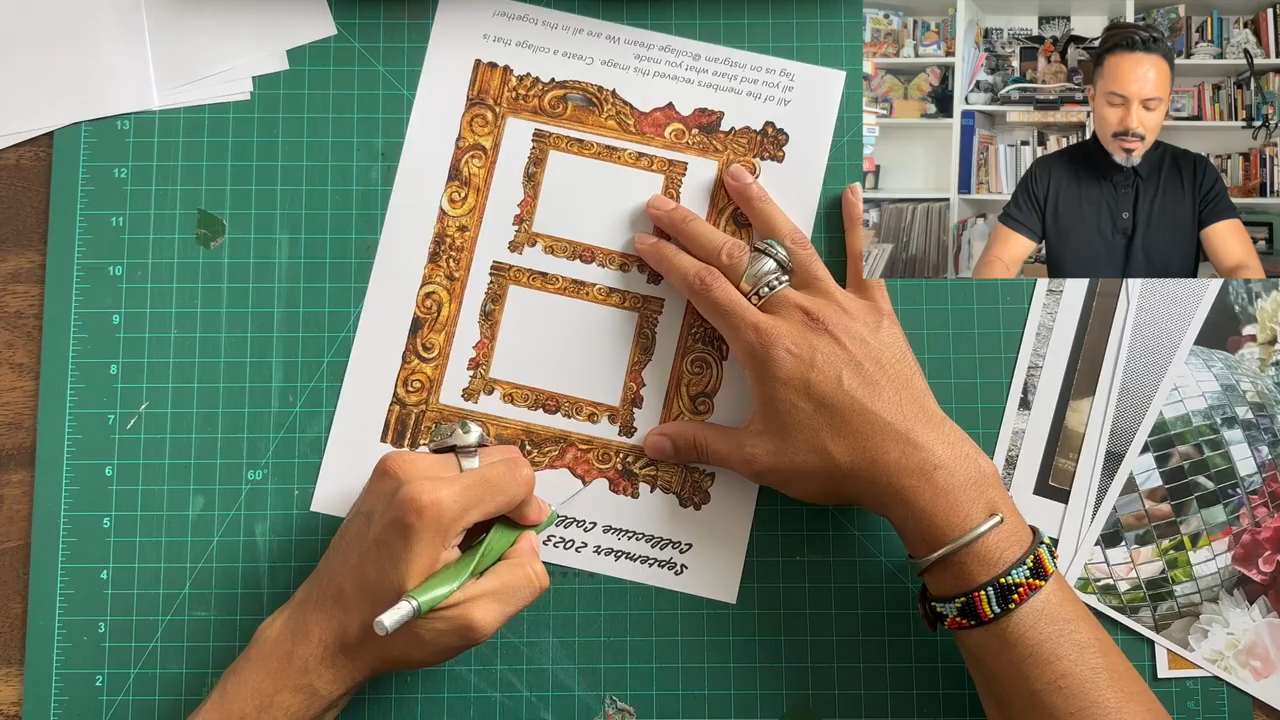 September 2023
Collective Coll
All of the members recieved this image. Create a collage that is
all you and share what you made.
Tag us on instgram @collage.dream We are all in this together!
13
12
11
10
9
8
7
6
60°
5
4
3
2